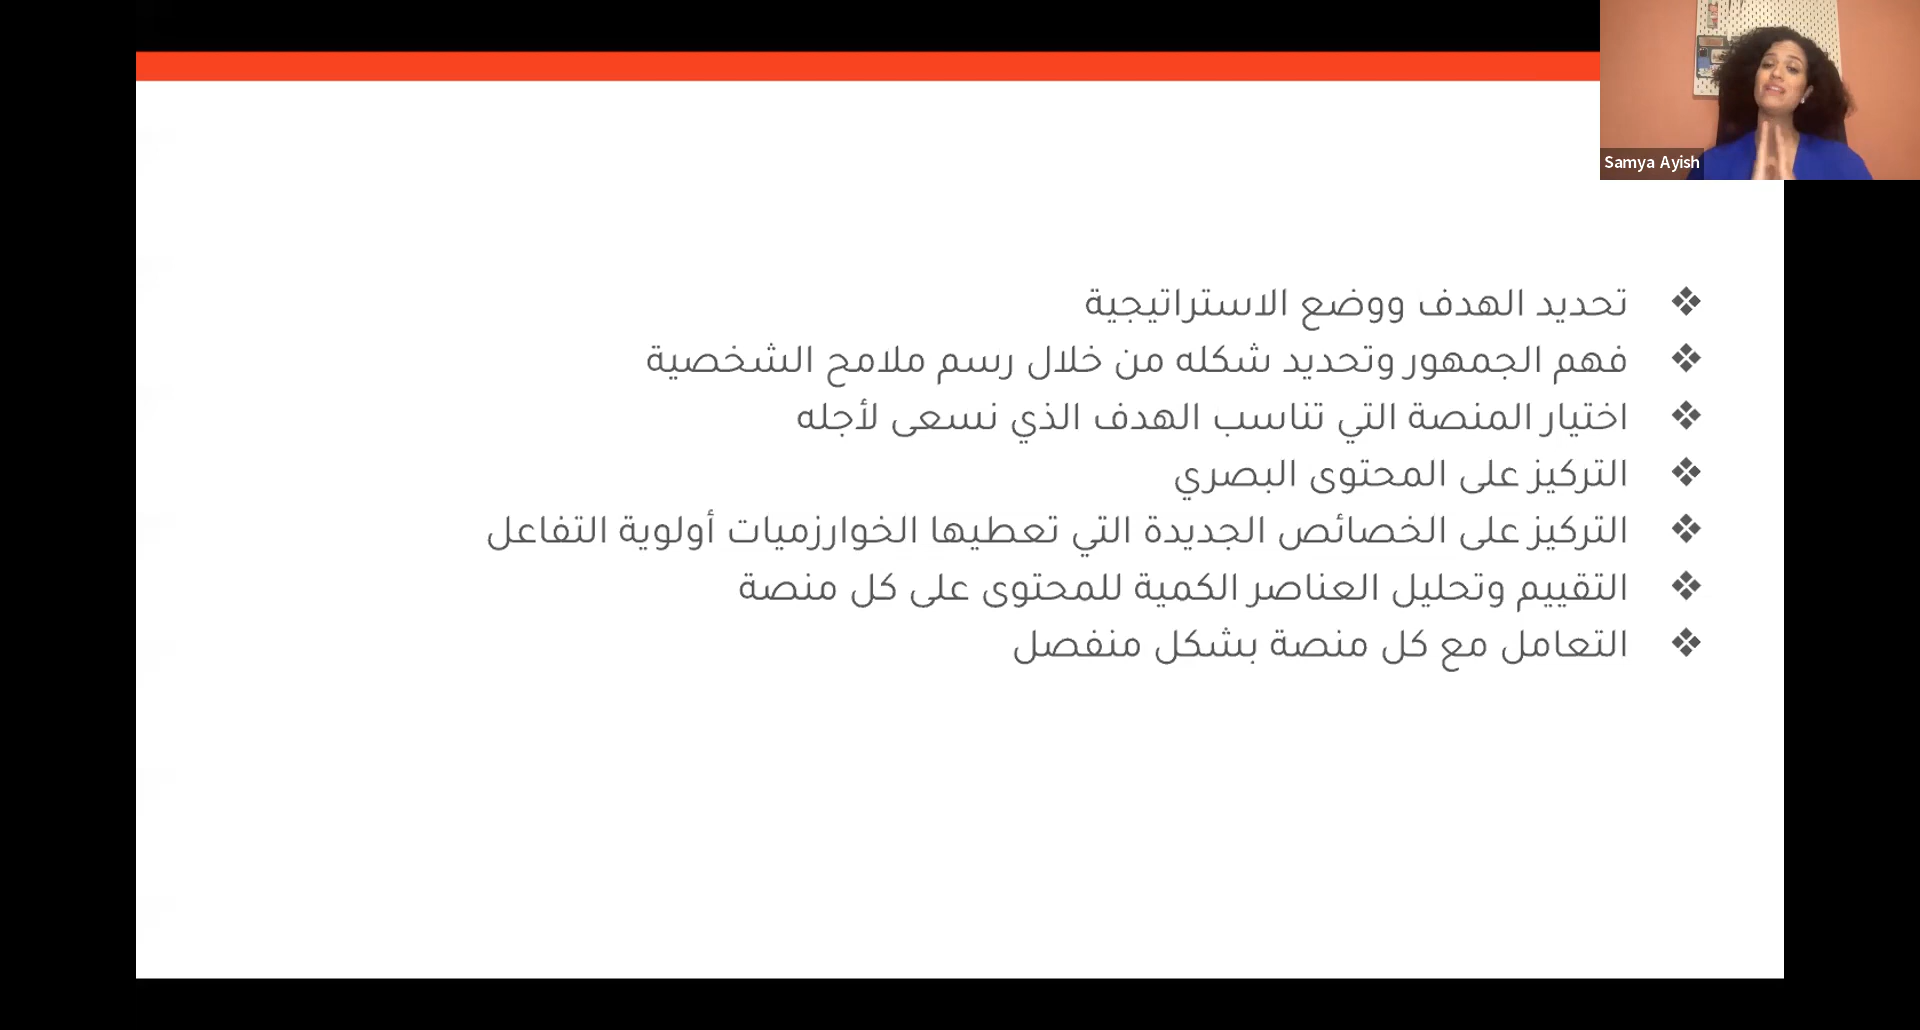 Samya Ayish
❖ تحديد الهدف ووضع الاستراتيجية
❖ فهم الجمهور وتحديد شكله من خلال رسم ملامح الشخصية
❖ اختيار المنصة التي تناسب الهدف الذي نسعى لأجله
❖ التركيز على المحتوى البصري
❖ التركيز على الخصائص الجديدة التي تعطيها الخوارزميات أولوية التفاعل
❖ التقييم وتحليل العناصر الكمية للمحتوى على كل منصة
❖ التعامل مع كل منصة بشكل منفصل